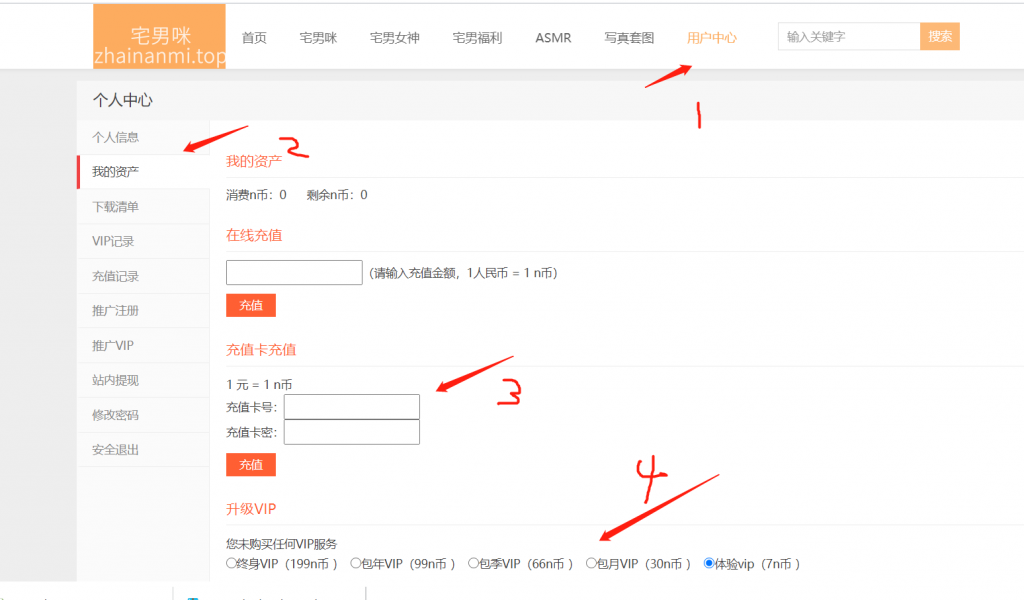 宅男咪
zhainanmi.top
首页 宅男咪 宅男女神 宅男福利 ASMR 写真套图 用户中心 输入关键字 搜索
1
个人中心
个人信息
我的资产
下载清单
VIP记录
充值记录
推广注册
推广VIP
站内提现
修改密码
安全退出
2
我的资产
消费n币：0 剩余n币：0
在线充值
(请输入充值金额，1人民币 = 1 n币)
充值
充值卡充值
1 元 = 1 n币
充值卡号：
充值卡密：
充值
3
升级VIP
4
您未购买任何VIP服务
终身VIP（199n币 ） 包年VIP（99n币 ） 包季VIP（66n币 ） 包月VIP（30n币 ） 体验vip（7n币 ）